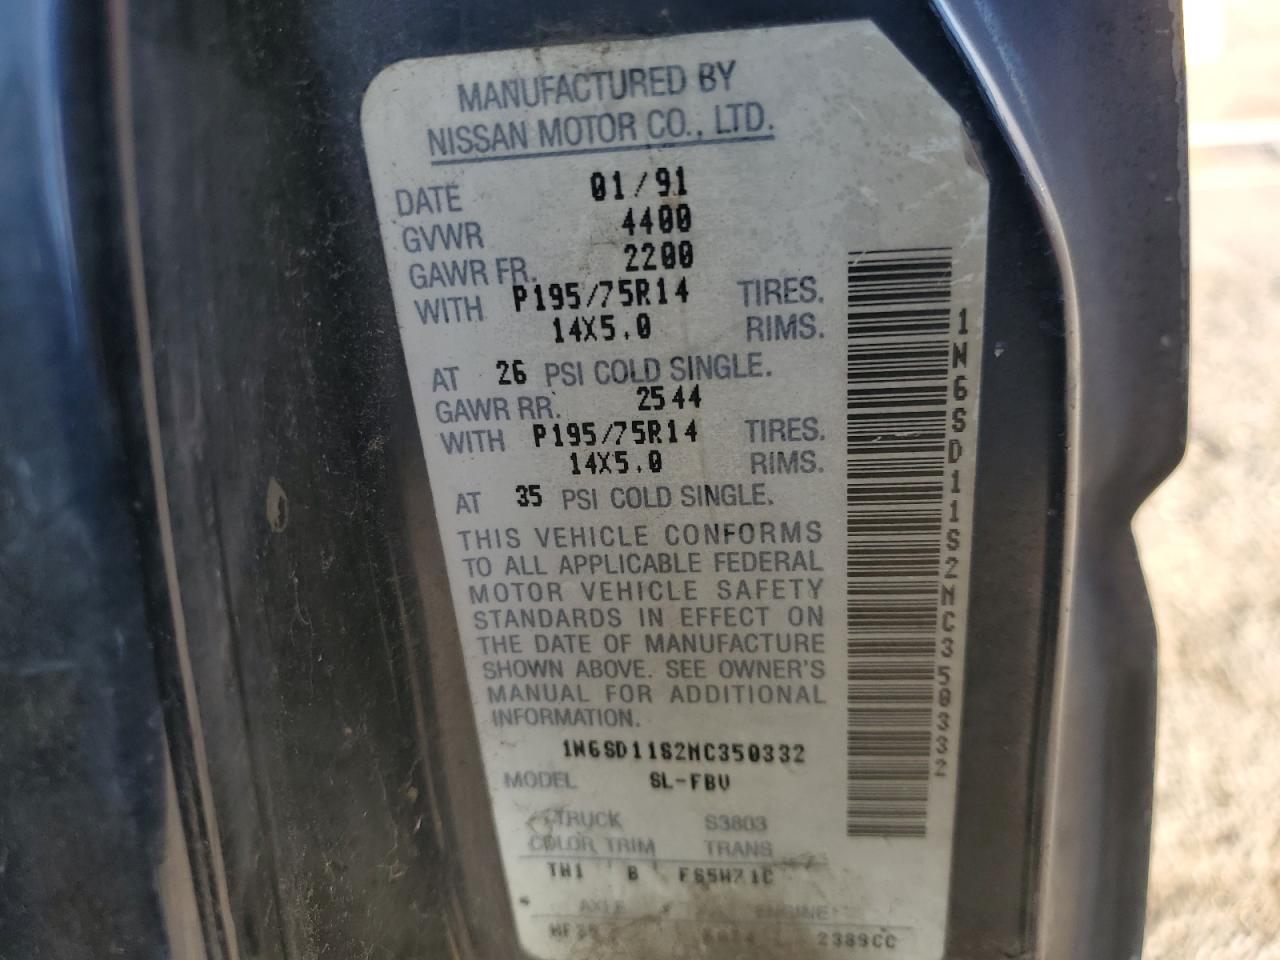 MANUFACTURED BY
NISSAN MOTOR CO., LTD.
DATE 01/91
GVWR 4400
GAWR FR. 2200
WITH P195/75R14 TIRES.
14X5.0 RIMS.
AT 26 PSI COLD SINGLE.
GAWR RR. 2544
WITH P195/75R14 TIRES.
14X5.0 RIMS.
AT 35 PSI COLD SINGLE.
THIS VEHICLE CONFORMS
TO ALL APPLICABLE FEDERAL
MOTOR VEHICLE SAFETY
STANDARDS IN EFFECT ON
THE DATE OF MANUFACTURE
SHOWN ABOVE. SEE OWNER'S
MANUAL FOR ADDITIONAL
INFORMATION.
1N6SD11S2MC350332
MODEL SL-FBV
TRUCK S3803
COLOR TRIM TRANS
TH1 B FS5W71C
AXLE ENGINE
2389CC
1N6SD11S2MC350332